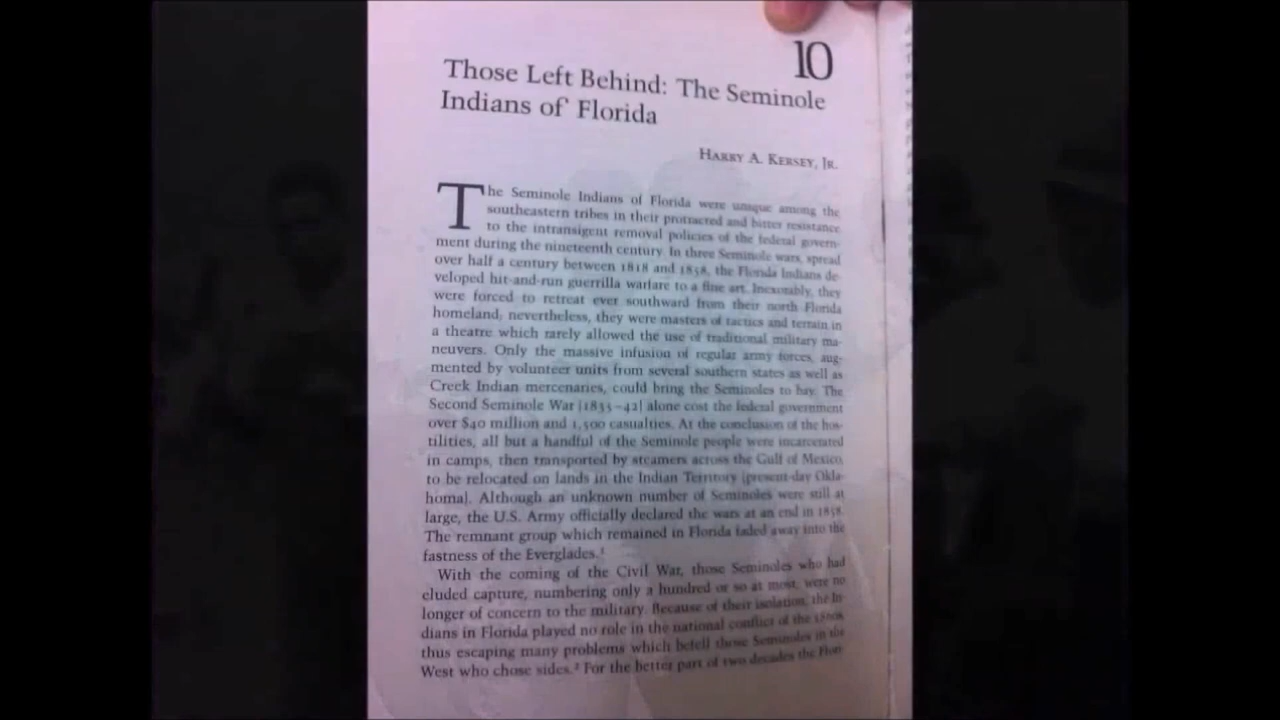 10
Those Left Behind: The Seminole
Indians of Florida
HARRY A. KERSEY, JR.
The Seminole Indians of Florida were unique among the
southeastern tribes in their protracted and bitter resistance
to the intransigent removal policies of the federal govern-
ment during the nineteenth century. In three Seminole wars, spread
over half a century between 1818 and 1858, the Florida Indians de-
veloped hit-and-run guerrilla warfare to a fine art. Inexorably, they
were forced to retreat ever southward from their north Florida
homeland; nevertheless, they were masters of tactics and terrain in
a theatre which rarely allowed the use of traditional military ma-
neuvers. Only the massive infusion of regular army forces, aug-
mented by volunteer units from several southern states as well as
Creek Indian mercenaries, could bring the Seminoles to bay. The
Second Seminole War [1835–42] alone cost the federal government
over $40 million and 1,500 casualties. At the conclusion of the hos-
tilities, all but a handful of the Seminole people were incarcerated
in camps, then transported by steamers across the Gulf of Mexico,
to be relocated on lands in the Indian Territory [present-day Okla-
homa]. Although an unknown number of Seminoles were still at
large, the U.S. Army officially declared the wars at an end in 1858.
The remnant group which remained in Florida faded away into the
fastness of the Everglades.¹
With the coming of the Civil War, those Seminoles who had
eluded capture, numbering only a hundred or so at most, were no
longer of concern to the military. Because of their isolation, the In-
dians in Florida played no role in the national conflict of the 1860s
thus escaping many problems which befell those Seminoles in the
West who chose sides.² For the better part of two decades the Flor-